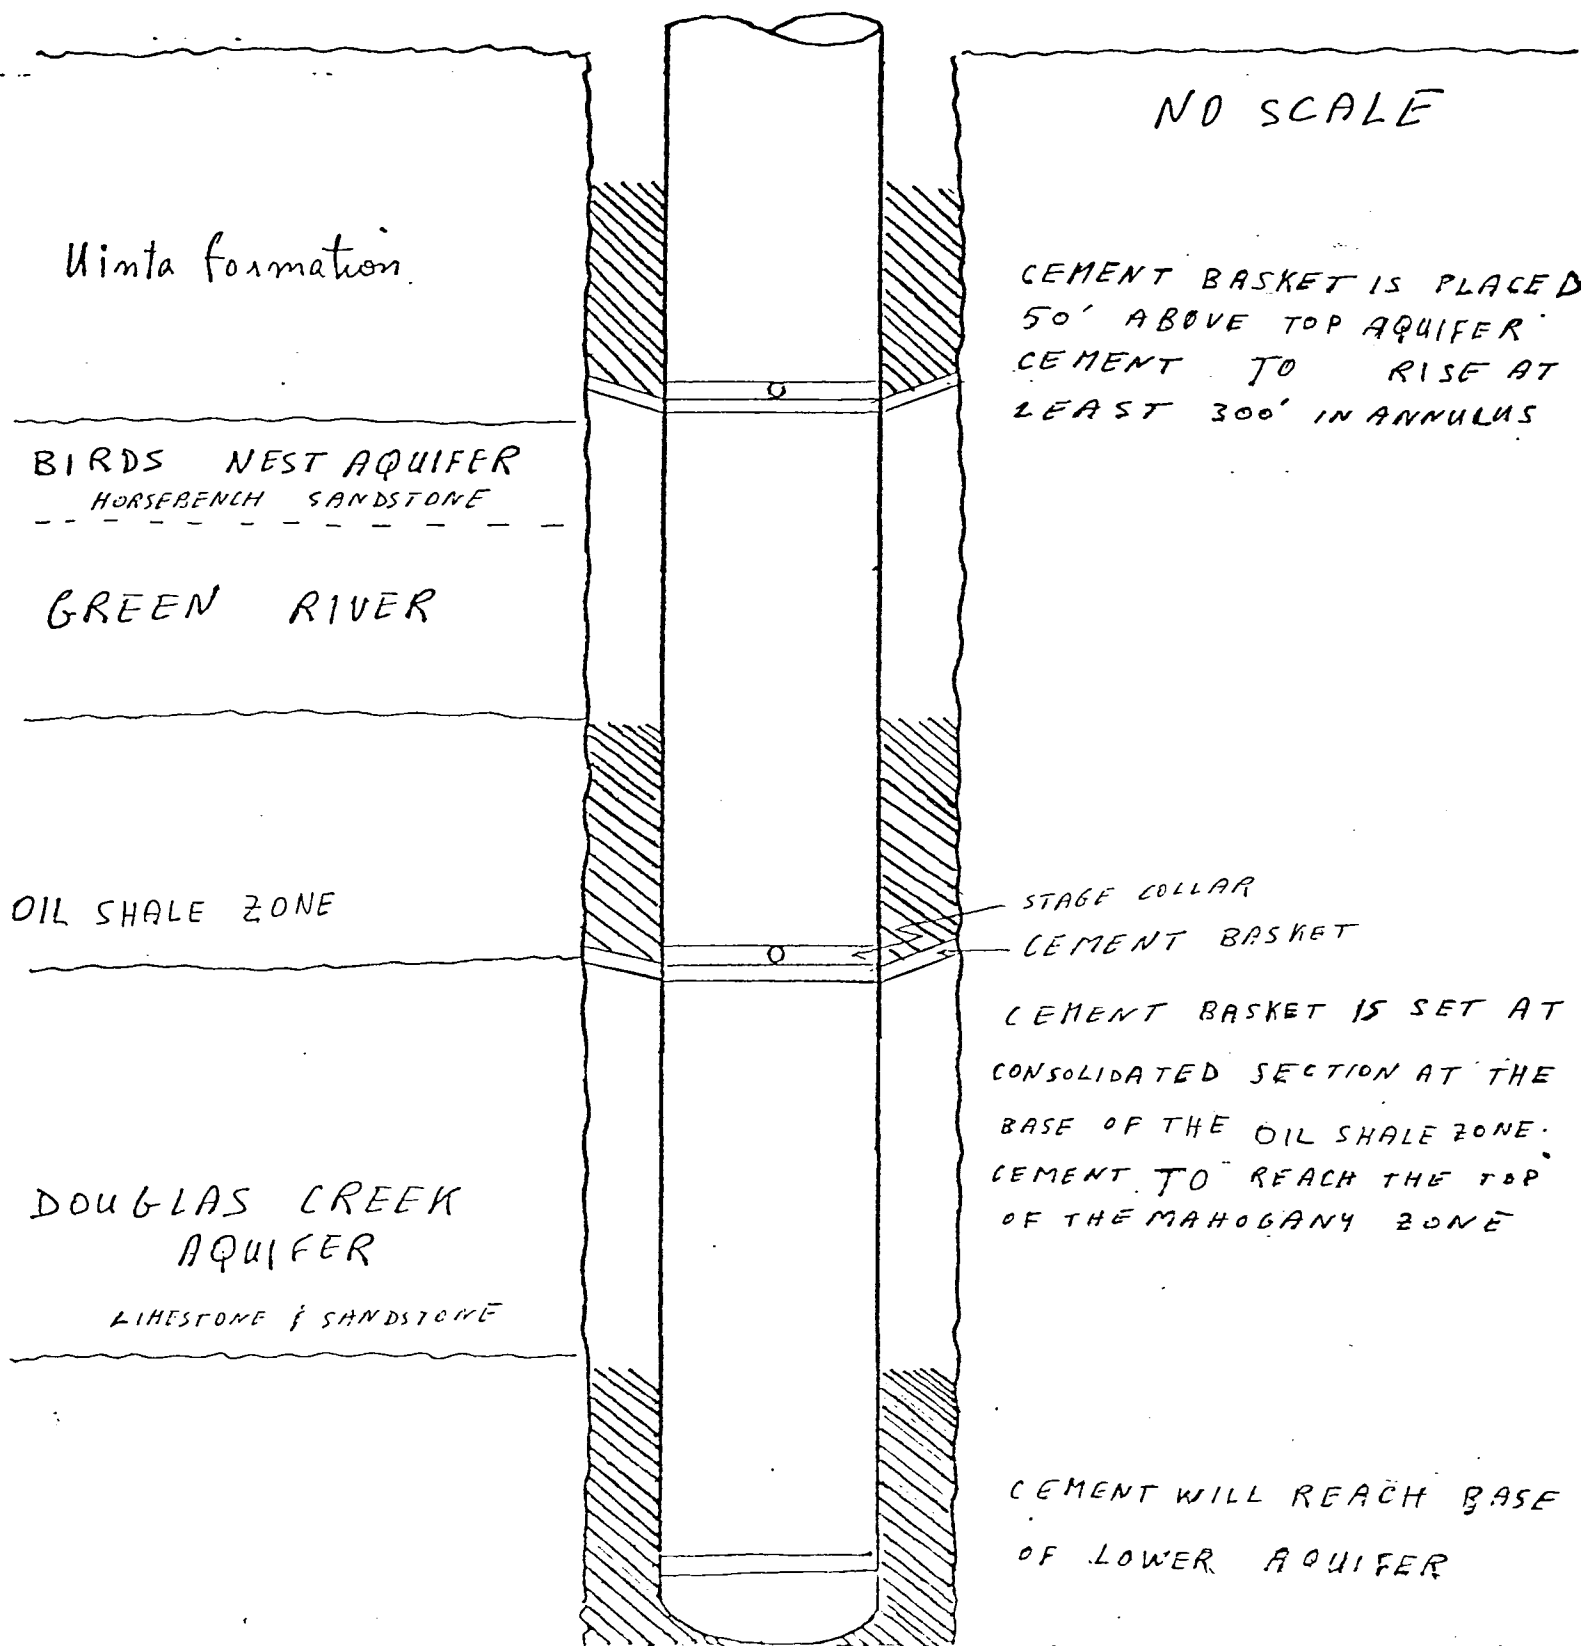 NO SCALE
Uinta formation
CEMENT BASKET IS PLACED
50' ABOVE TOP AQUIFER
CEMENT TO RISE AT
LEAST 300' IN ANNULUS
BIRDS NEST AQUIFER
HORSEBENCH SANDSTONE
GREEN RIVER
OIL SHALE ZONE
STAGE COLLAR
CEMENT BASKET
CEMENT BASKET IS SET AT
CONSOLIDATED SECTION AT THE
BASE OF THE OIL SHALE ZONE.
CEMENT TO REACH THE TOP
OF THE MAHOGANY ZONE
DOUGLAS CREEK
AQUIFER
LIMESTONE & SANDSTONE
CEMENT WILL REACH BASE
OF LOWER AQUIFER